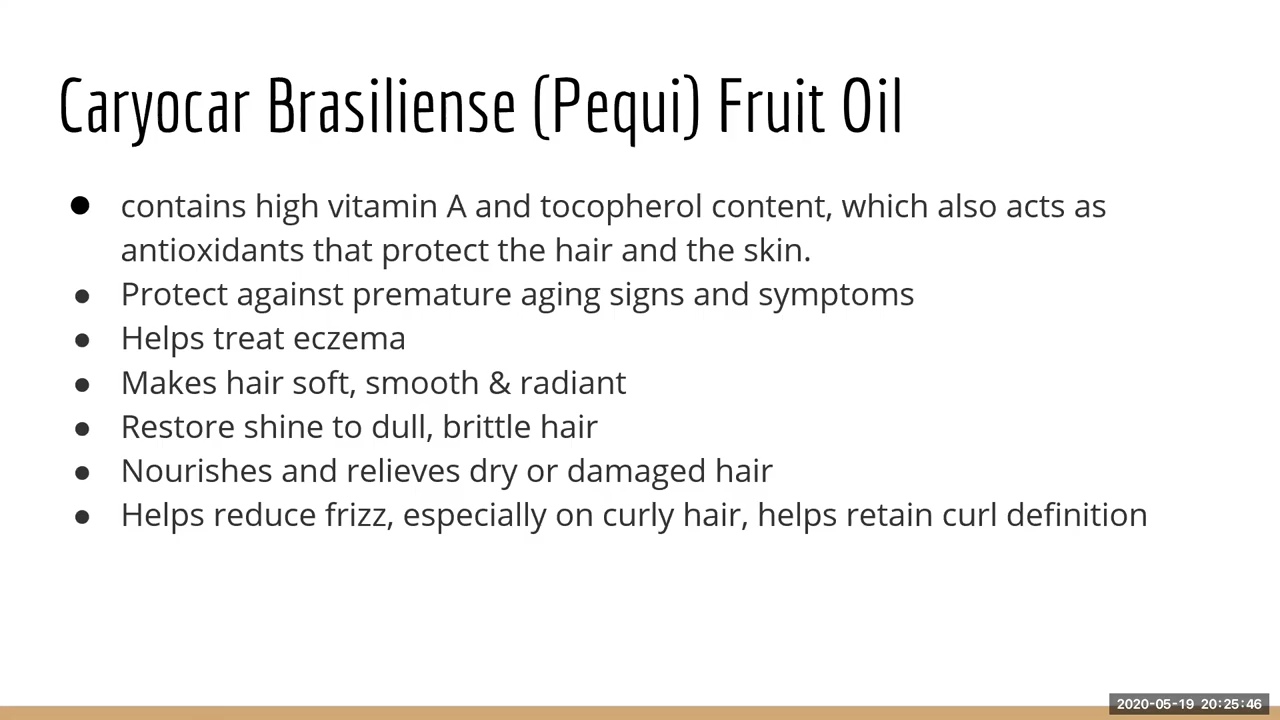 Caryocar Brasiliense (Pequi) Fruit Oil
● contains high vitamin A and tocopherol content, which also acts as
antioxidants that protect the hair and the skin.
● Protect against premature aging signs and symptoms
● Helps treat eczema
● Makes hair soft, smooth & radiant
● Restore shine to dull, brittle hair
● Nourishes and relieves dry or damaged hair
● Helps reduce frizz, especially on curly hair, helps retain curl definition
2020-05-19 20:25:46